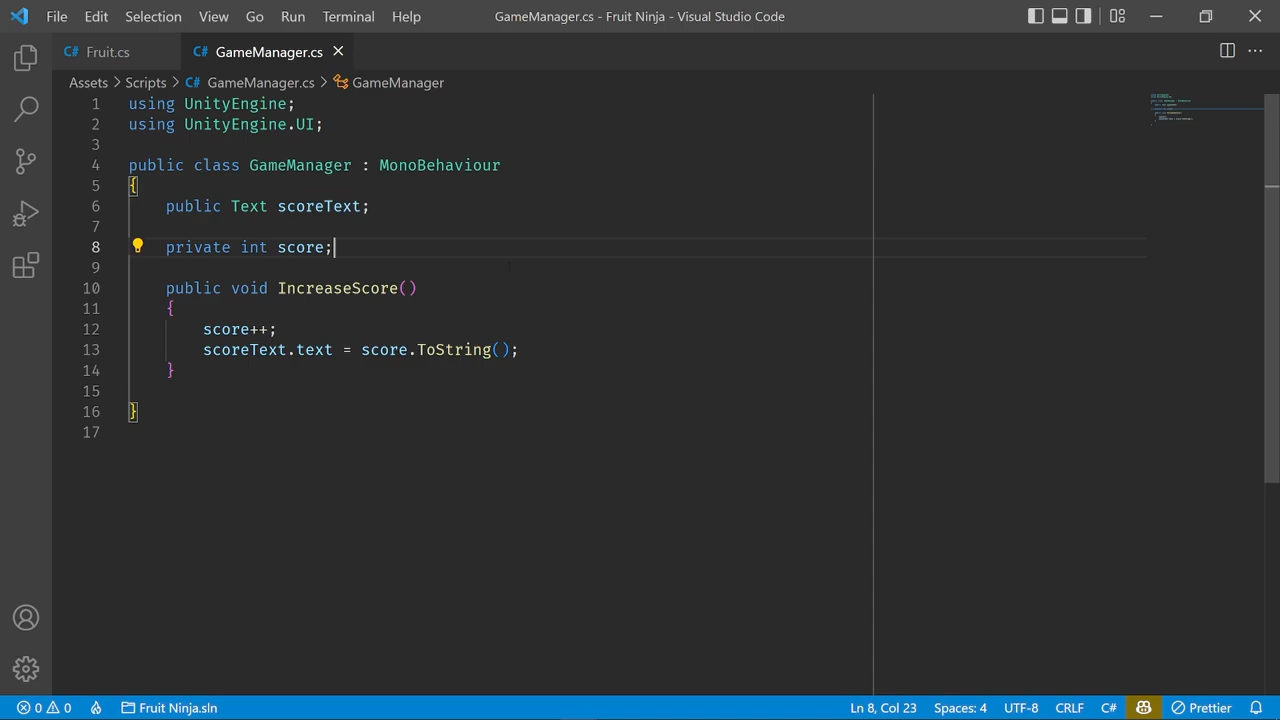 File Edit Selection View Go Run Terminal Help GameManager.cs - Fruit Ninja - Visual Studio Code
C# Fruit.cs C# GameManager.cs
Assets > Scripts > C# GameManager.cs > GameManager
1 using UnityEngine;
2 using UnityEngine.UI;
3
4 public class GameManager : MonoBehaviour
5 {
6 public Text scoreText;
7
8 private int score;
9
10 public void IncreaseScore()
11 {
12 score++;
13 scoreText.text = score.ToString();
14 }
15
16 }
17
0 0 Fruit Ninja.sln Ln 8, Col 23 Spaces: 4 UTF-8 CRLF C# Prettier